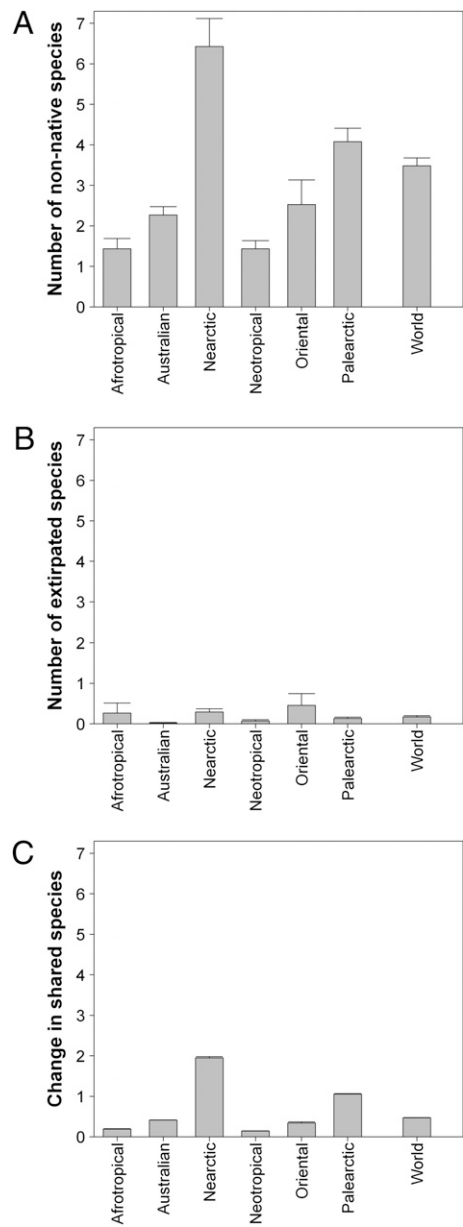 A
Number of non-native species
7
6
5
4
3
2
1
0
Afrotropical
Australian
Nearctic
Neotropical
Oriental
Palearctic
World
B
Number of extirpated species
7
6
5
4
3
2
1
0
Afrotropical
Australian
Nearctic
Neotropical
Oriental
Palearctic
World
C
Change in shared species
7
6
5
4
3
2
1
0
Afrotropical
Australian
Nearctic
Neotropical
Oriental
Palearctic
World